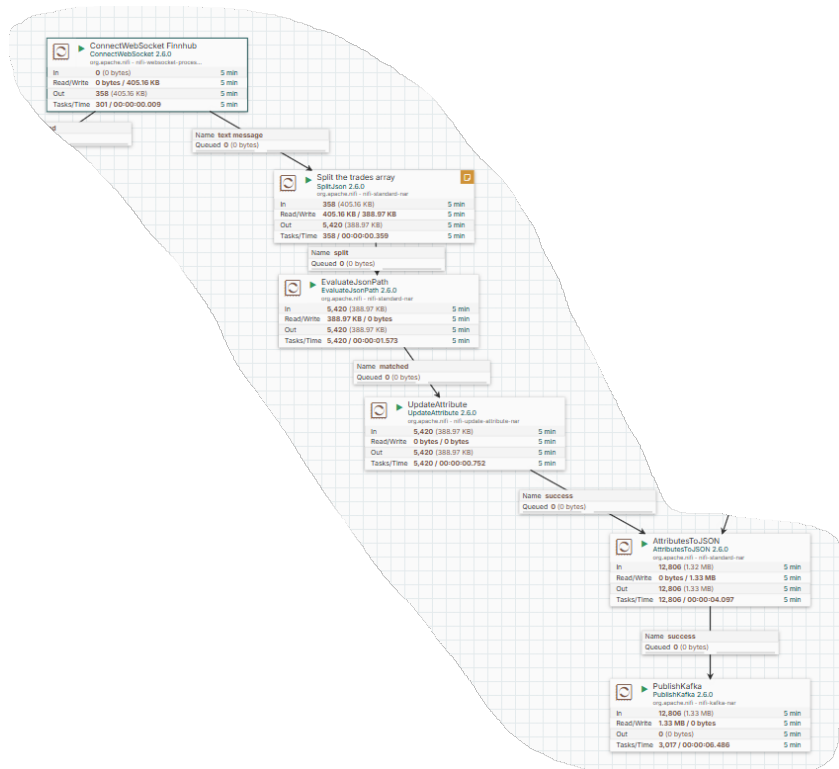 ConnectWebSocket Finnhub
ConnectWebSocket 2.6.0
org.apache.nifi - nifi-websocket-proces...
In 0 (0 bytes) 5 min
Read/Write 0 bytes / 405.16 KB 5 min
Out 358 (405.16 KB) 5 min
Tasks/Time 301 / 00:00:00.009 5 min
Name text message
Queued 0 (0 bytes)
Split the trades array
SplitJson 2.6.0
org.apache.nifi - nifi-standard-nar
In 358 (405.16 KB) 5 min
Read/Write 405.16 KB / 388.97 KB 5 min
Out 5,420 (388.97 KB) 5 min
Tasks/Time 358 / 00:00:00.359 5 min
Name split
Queued 0 (0 bytes)
EvaluateJsonPath
EvaluateJsonPath 2.6.0
org.apache.nifi - nifi-standard-nar
In 5,420 (388.97 KB) 5 min
Read/Write 388.97 KB / 0 bytes 5 min
Out 5,420 (388.97 KB) 5 min
Tasks/Time 5,420 / 00:00:01.573 5 min
Name matched
Queued 0 (0 bytes)
UpdateAttribute
UpdateAttribute 2.6.0
org.apache.nifi - nifi-update-attribute-nar
In 5,420 (388.97 KB) 5 min
Read/Write 0 bytes / 0 bytes 5 min
Out 5,420 (388.97 KB) 5 min
Tasks/Time 5,420 / 00:00:00.752 5 min
Name success
Queued 0 (0 bytes)
AttributesToJSON
AttributesToJSON 2.6.0
org.apache.nifi - nifi-standard-nar
In 12,806 (1.32 MB) 5 min
Read/Write 0 bytes / 1.33 MB 5 min
Out 12,806 (1.33 MB) 5 min
Tasks/Time 12,806 / 00:00:04.097 5 min
Name success
Queued 0 (0 bytes)
PublishKafka
PublishKafka 2.6.0
org.apache.nifi - nifi-kafka-nar
In 12,806 (1.33 MB) 5 min
Read/Write 1.33 MB / 0 bytes 5 min
Out 0 (0 bytes) 5 min
Tasks/Time 3,017 / 00:00:06.486 5 min